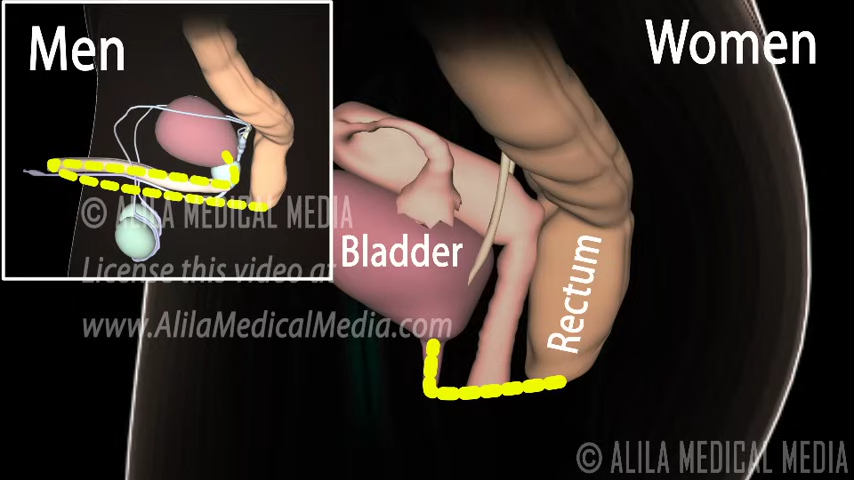 Men
Women
© ALILA MEDICAL MEDIA
Bladder
Rectum
License this video at
www.AlilaMedicalMedia.com
© ALILA MEDICAL MEDIA